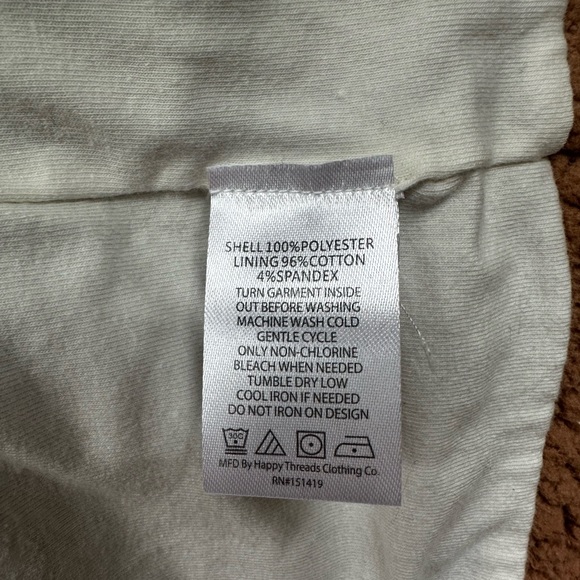 SHELL 100%POLYESTER
LINING 96%COTTON
4%SPANDEX
TURN GARMENT INSIDE
OUT BEFORE WASHING
MACHINE WASH COLD
GENTLE CYCLE
ONLY NON-CHLORINE
BLEACH WHEN NEEDED
TUMBLE DRY LOW
COOL IRON IF NEEDED
DO NOT IRON ON DESIGN
30C
MFD By Happy Threads Clothing Co.
RN#151419